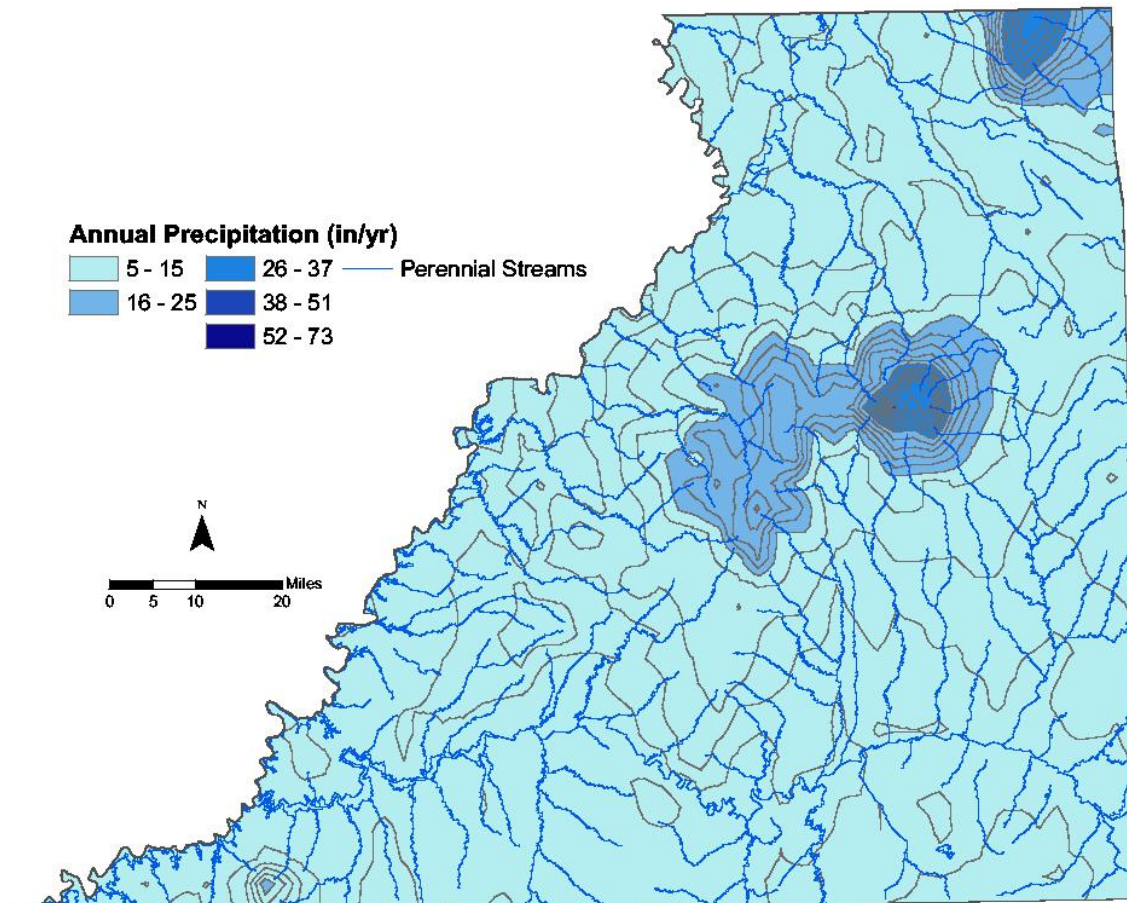 Annual Precipitation (in/yr)
5 - 15 26 - 37 Perennial Streams
16 - 25 38 - 51
52 - 73
N
Miles
0 5 10 20